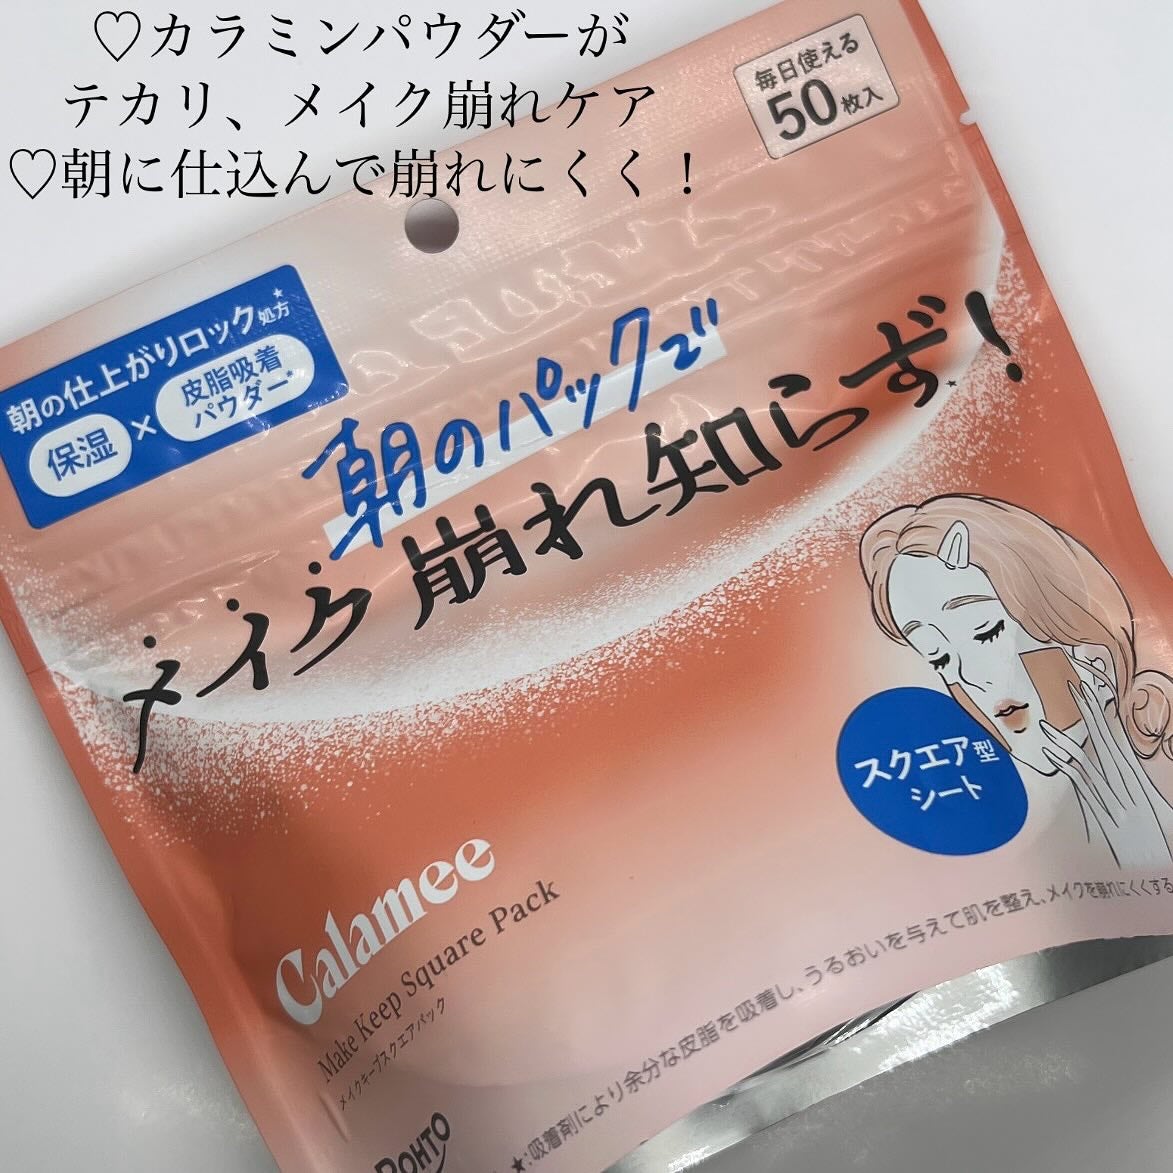 ♡カラミンパウダーが
テカリ、メイク崩れケア
♡朝に仕込んで崩れにくく！
毎日使える
50枚入
朝の仕上がりロック処方★
保湿×皮脂吸着
パウダー*
朝のパックで
メイク崩れ知らず*！
スクエア型
シート
Calamee
Make Keep Square Pack
メイクキープスクエアパック
ROHTO
★:吸着剤により余分な皮脂を吸着し、うるおいを与えて肌を整え、メイクを崩れにくくする